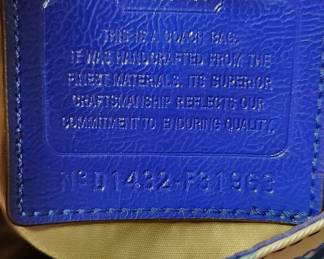 THIS IS A COACH BAG.
IT WAS HANDCRAFTED FROM THE
FINEST MATERIALS. ITS SUPERIOR
CRAFTSMANSHIP REFLECTS OUR
COMMITMENT TO ENDURING QUALITY.
Nº D1432-F31963